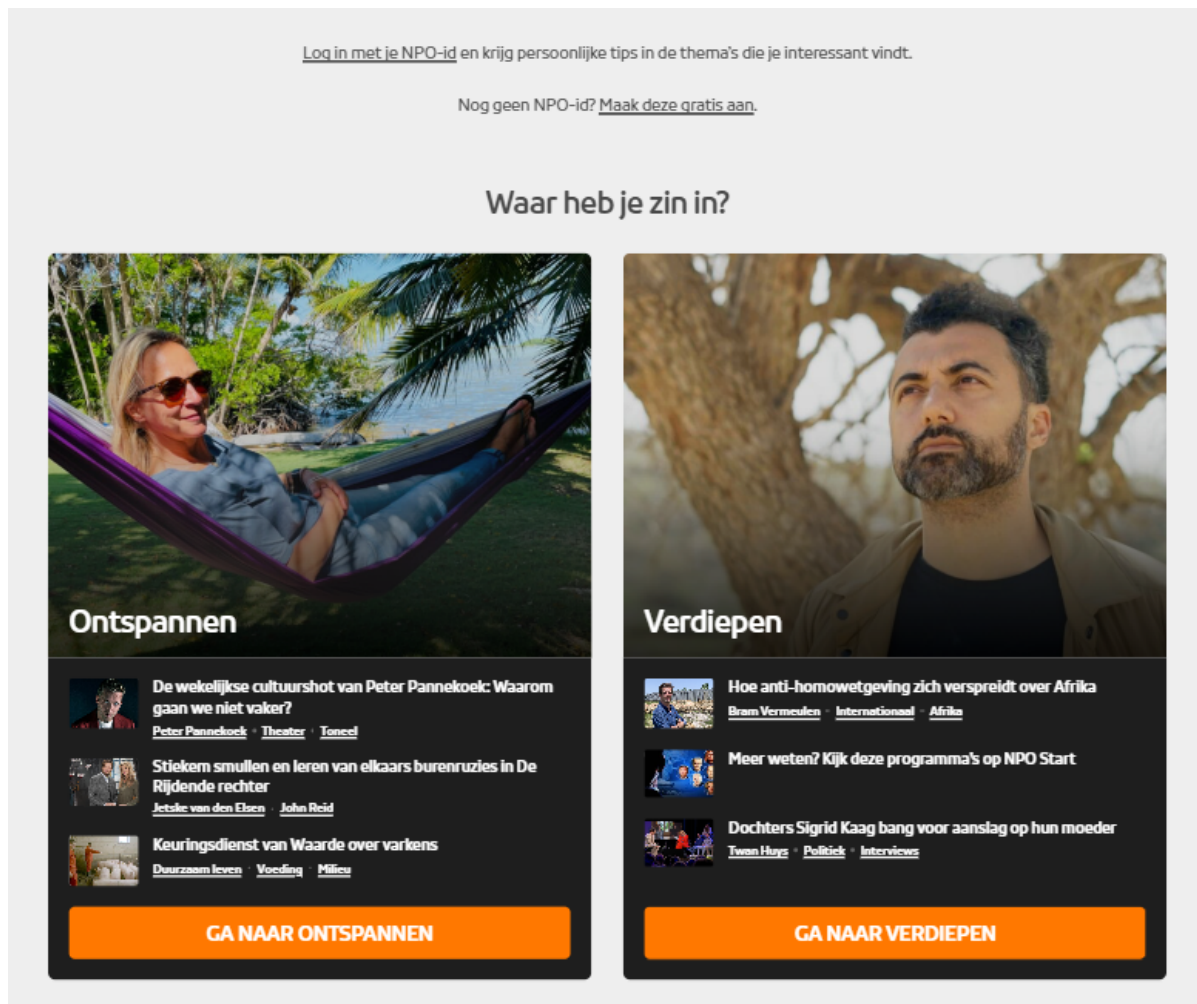 Log in met je NPO-id en krijg persoonlijke tips in de thema's die je interessant vindt.
Nog geen NPO-id? Maak deze gratis aan.
Waar heb je zin in?
Ontspannen
De wekelijkse cultuurshot van Peter Pannekoek: Waarom
gaan we niet vaker?
Peter Pannekoek • Theater • Toneel
Stiekem smullen en leren van elkaars burenruzies in De
Rijdende rechter
Jetske van den Elsen • John Reid
Keuringsdienst van Waarde over varkens
Duurzaam leven • Voeding • Milieu
GA NAAR ONTSPANNEN
Verdiepen
Hoe anti-homowetgeving zich verspreidt over Afrika
Bram Vermeulen • Internationaal • Afrika
Meer weten? Kijk deze programma's op NPO Start
Dochters Sigrid Kaag bang voor aanslag op hun moeder
Twan Huys • Politiek • Interviews
GA NAAR VERDIEPEN